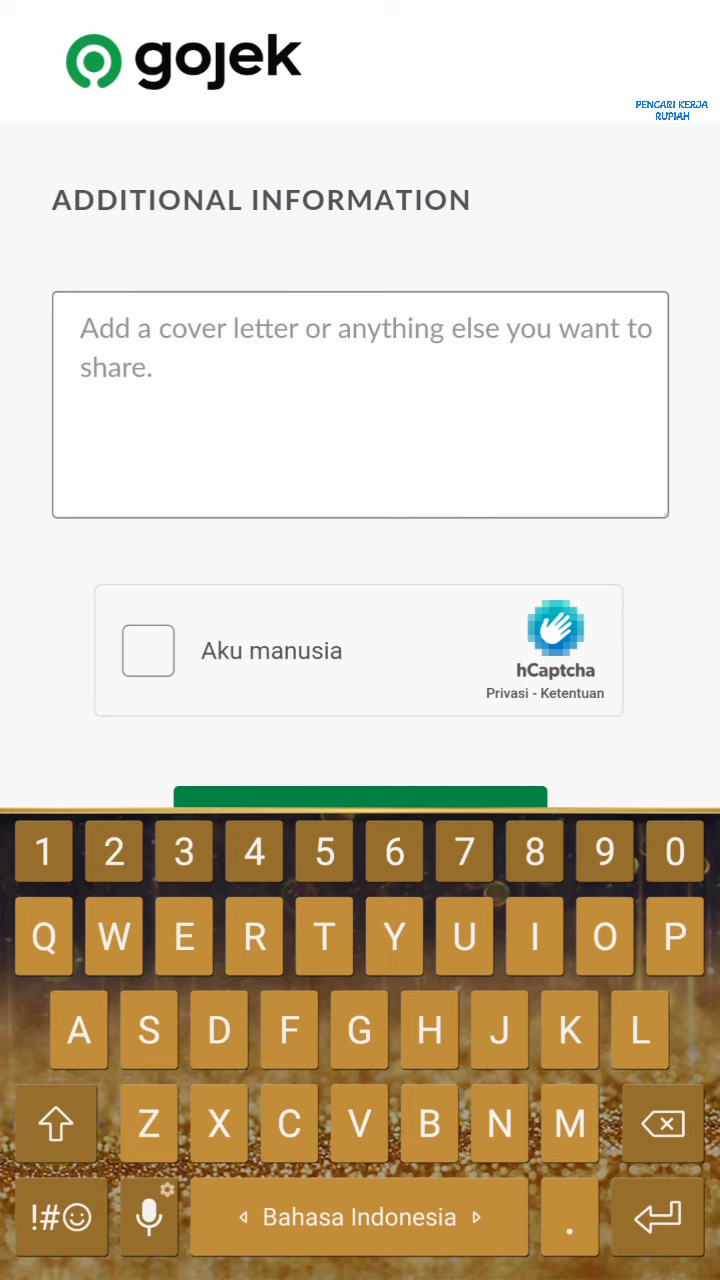 gojek
PENCARI KERJA
RUPIAH
ADDITIONAL INFORMATION
Add a cover letter or anything else you want to
share.
Aku manusia
hCaptcha
Privasi - Ketentuan
1 2 3 4 5 6 7 8 9 0
Q W E R T Y U I O P
A S D F G H J K L
Z X C V B N M
!#☺ Bahasa Indonesia .